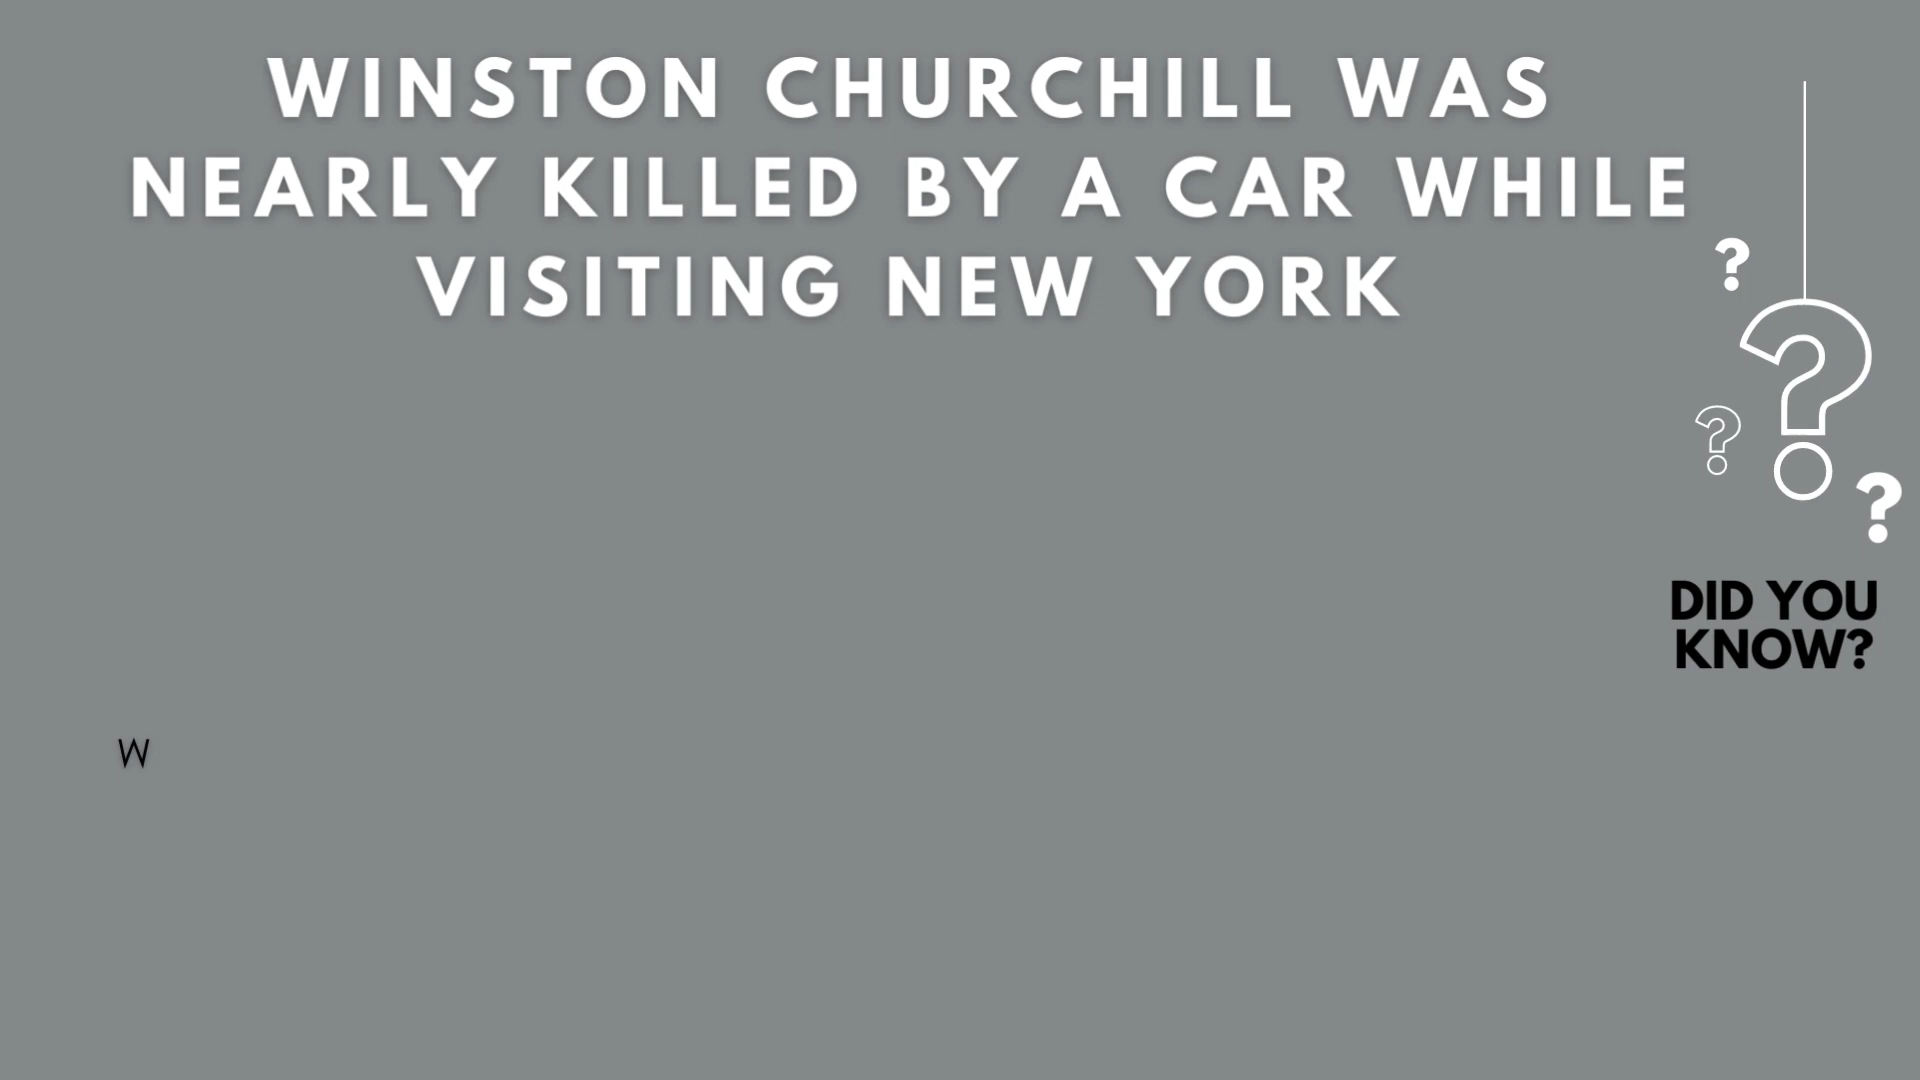 WINSTON CHURCHILL WAS
NEARLY KILLED BY A CAR WHILE
VISITING NEW YORK
?
?
?
?
DID YOU
KNOW?
W